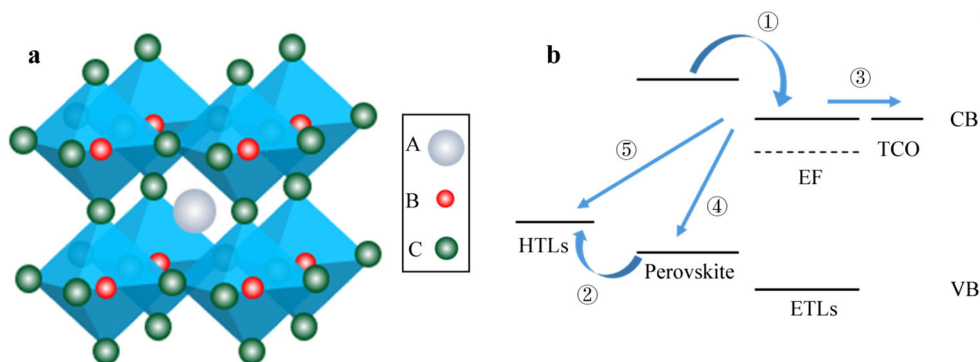 a
A
B
C
b
①
③
CB
TCO
EF
⑤
④
HTLs
Perovskite
②
ETLs
VB